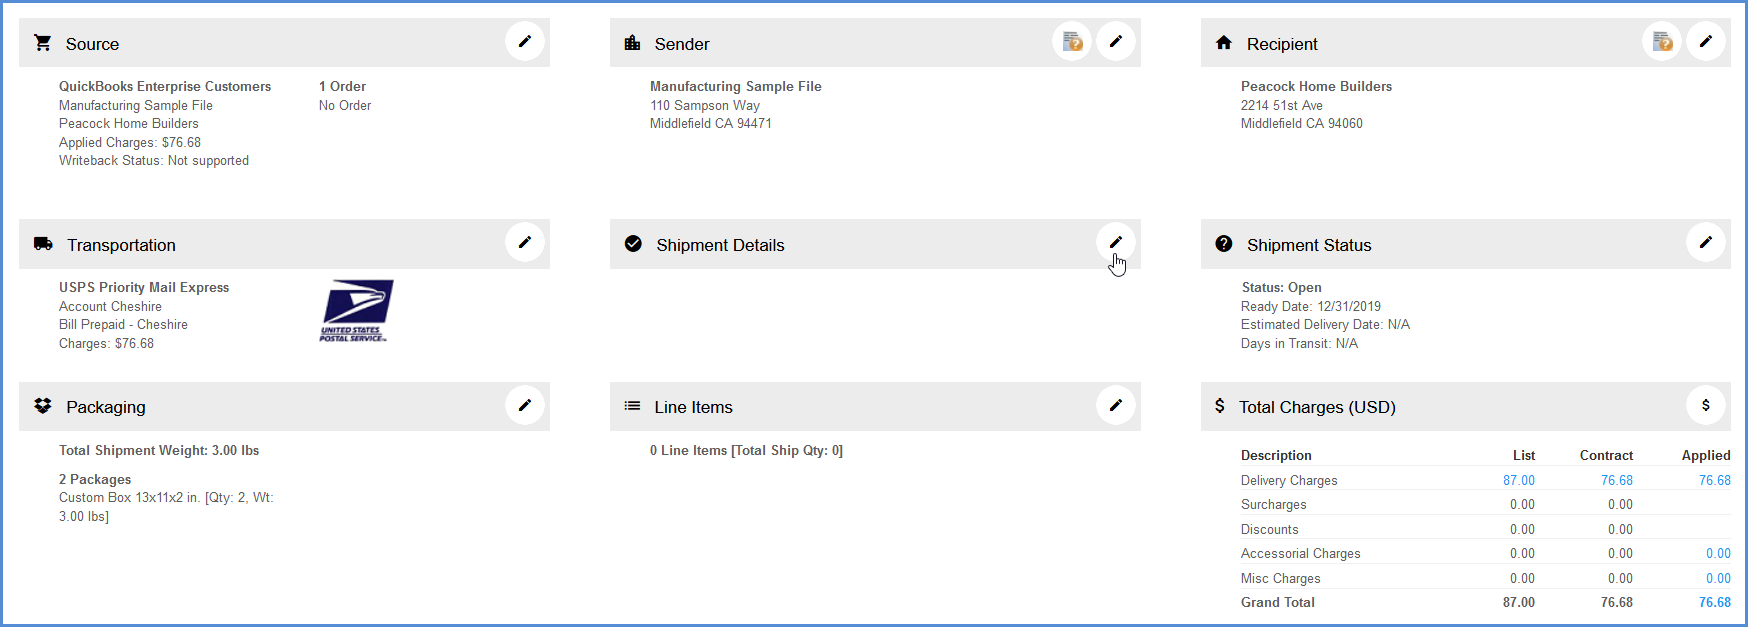 Source
QuickBooks Enterprise Customers
Manufacturing Sample File
Peacock Home Builders
Applied Charges: $76.68
Writeback Status: Not supported
1 Order
No Order
Sender
Manufacturing Sample File
110 Sampson Way
Middlefield CA 94471
Recipient
Peacock Home Builders
2214 51st Ave
Middlefield CA 94060
Transportation
USPS Priority Mail Express
Account Cheshire
Bill Prepaid - Cheshire
Charges: $76.68
UNITED STATES
POSTAL SERVICE
Shipment Details
Shipment Status
Status: Open
Ready Date: 12/31/2019
Estimated Delivery Date: N/A
Days in Transit: N/A
Packaging
Total Shipment Weight: 3.00 lbs
2 Packages
Custom Box 13x11x2 in. [Qty: 2, Wt:
3.00 lbs]
Line Items
0 Line Items [Total Ship Qty: 0]
$ Total Charges (USD) $
Description List Contract Applied
Delivery Charges 87.00 76.68 76.68
Surcharges 0.00 0.00
Discounts 0.00 0.00
Accessorial Charges 0.00 0.00 0.00
Misc Charges 0.00 0.00 0.00
Grand Total 87.00 76.68 76.68